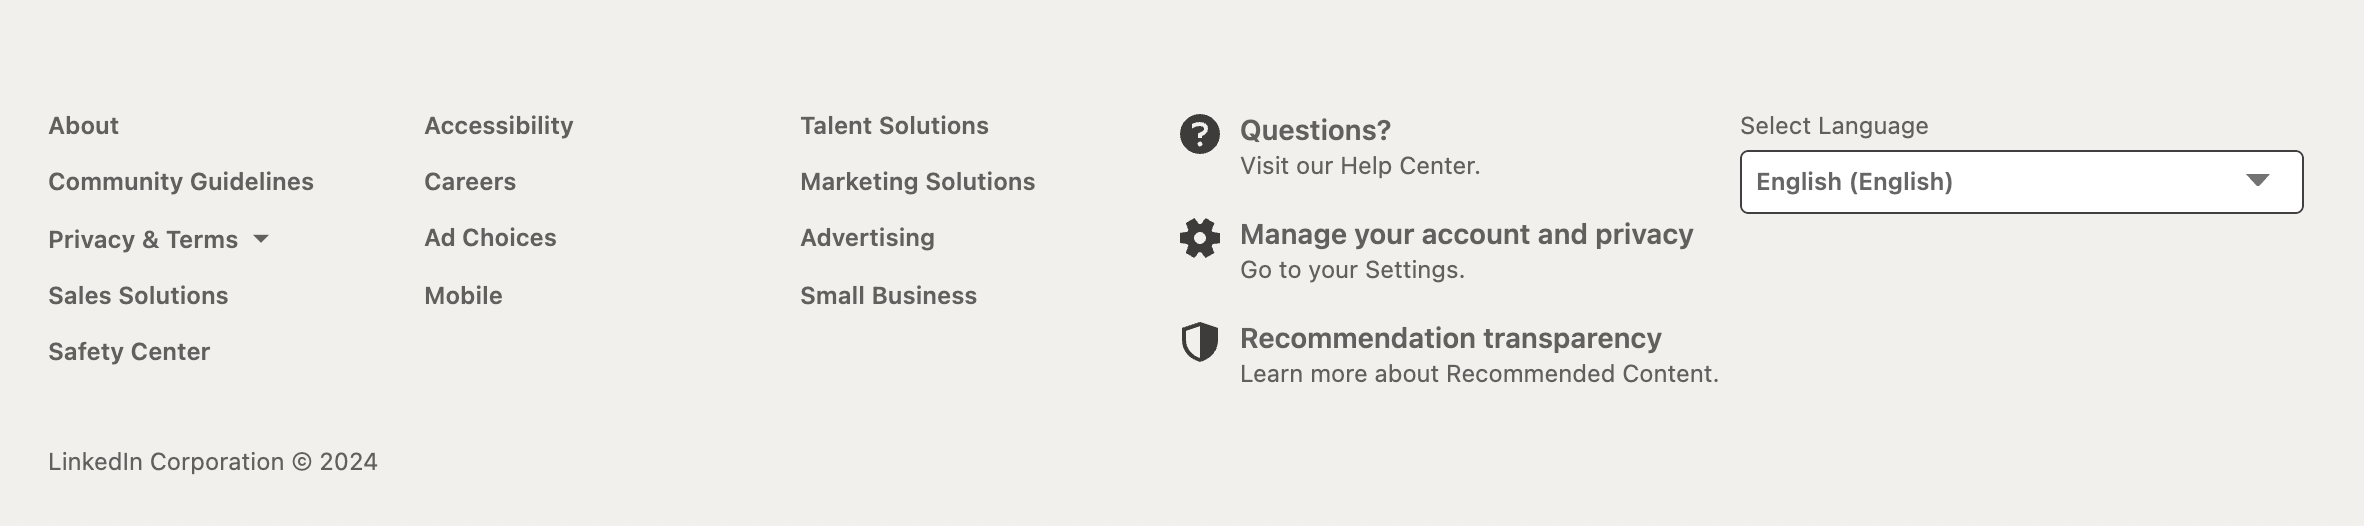 About
Community Guidelines
Privacy & Terms
Sales Solutions
Safety Center
Accessibility
Careers
Ad Choices
Mobile
Talent Solutions
Marketing Solutions
Advertising
Small Business
Questions?
Visit our Help Center.
Manage your account and privacy
Go to your Settings.
Recommendation transparency
Learn more about Recommended Content.
Select Language
English (English)
LinkedIn Corporation © 2024